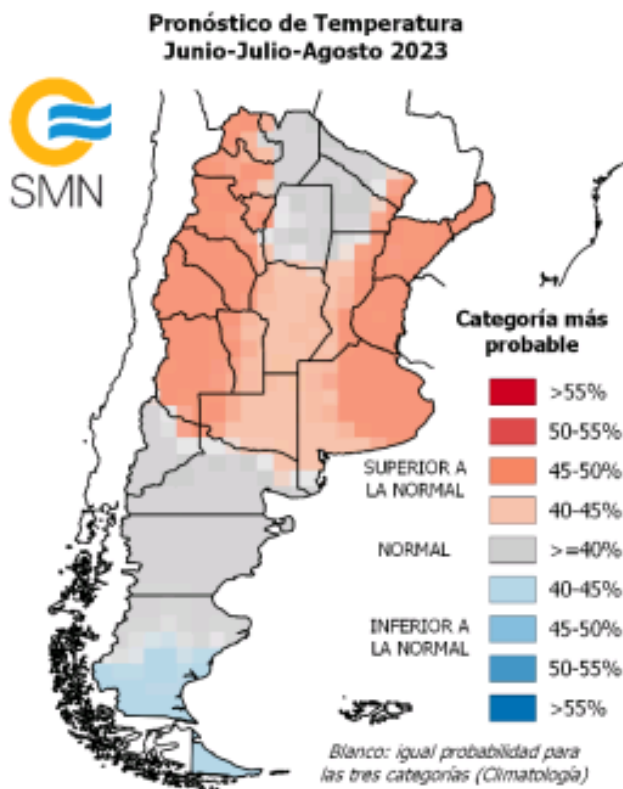 Pronóstico de Temperatura
Junio-Julio-Agosto 2023
SMN
Categoría más
probable
>55%
50-55%
SUPERIOR A
LA NORMAL
45-50%
40-45%
NORMAL
>=40%
40-45%
INFERIOR A
LA NORMAL
45-50%
50-55%
>55%
Blanco: igual probabilidad para
las tres categorías (Climatología)